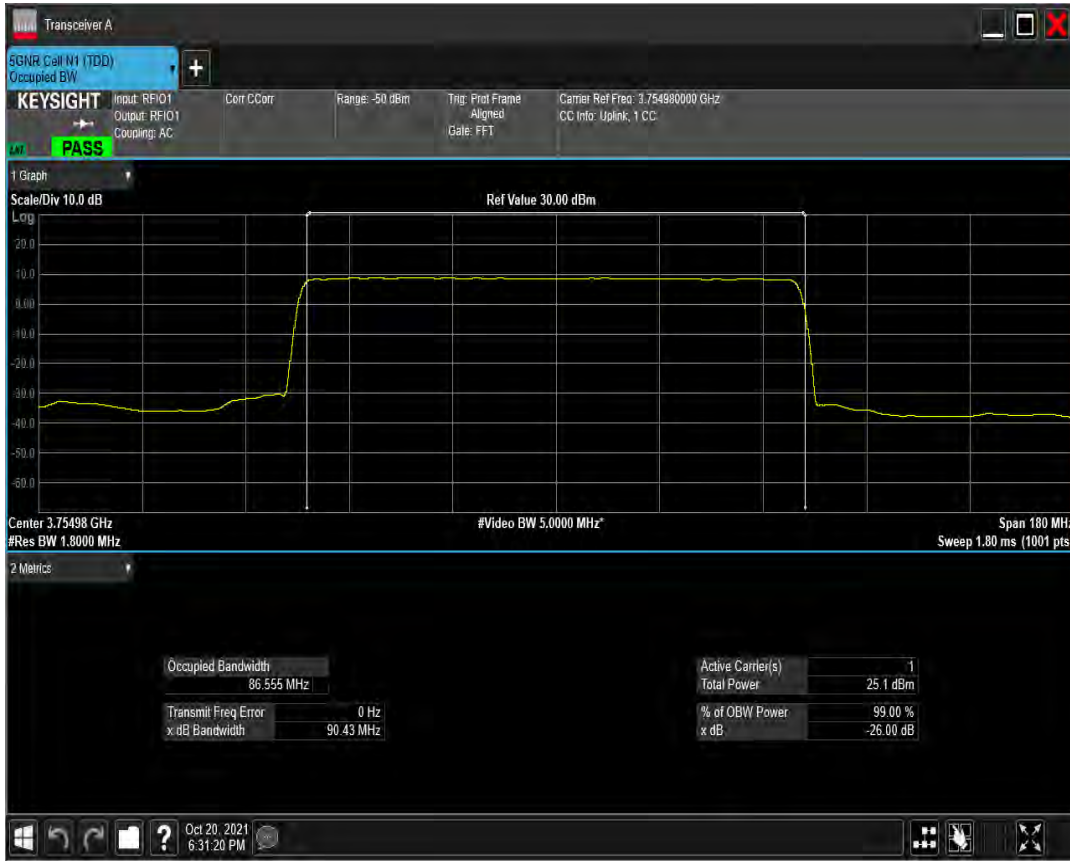 Transceiver A
5GNR Cell N1 (TDD)
Occupied BW
KEYSIGHT
PASS
Input: RFIO1
Output: RFIO1
Coupling: AC
Corr CCorr
Range: -50 dBm
Trig: Prot Frame
Aligned
Gate: FFT
Carrier Ref Freq: 3.754980000 GHz
CC Info: Uplink, 1 CC
1 Graph
Scale/Div 10.0 dB
Ref Value 30.00 dBm
Log
20.0
10.0
0.00
-10.0
-20.0
-30.0
-40.0
-50.0
-60.0
Center 3.75498 GHz
#Video BW 5.0000 MHz*
Span 180 MHz
#Res BW 1.8000 MHz
Sweep 1.80 ms (1001 pts
2 Metrics
Occupied Bandwidth
86.555 MHz
Transmit Freq Error 0 Hz
x dB Bandwidth 90.43 MHz
Active Carrier(s) 1
Total Power 25.1 dBm
% of OBW Power 99.00 %
x dB -26.00 dB
?
Oct 20, 2021
6:31:20 PM